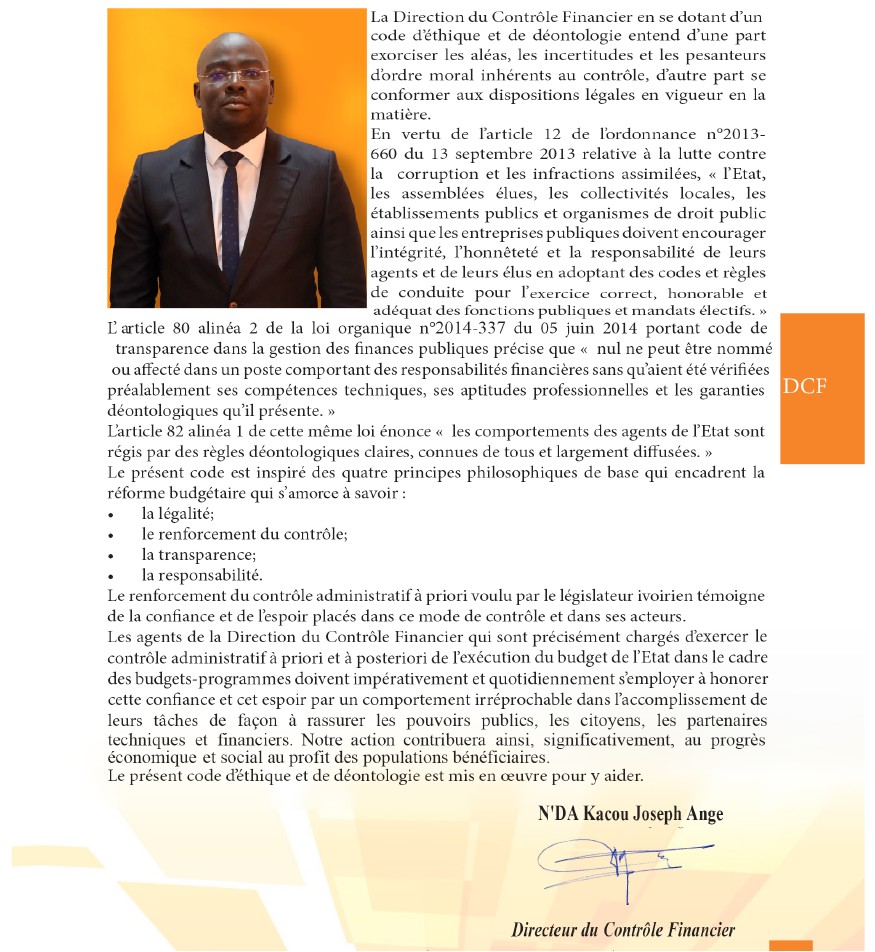 La Direction du Contrôle Financier en se dotant d'un
code d'éthique et de déontologie entend d'une part
exorciser les aléas, les incertitudes et les pesanteurs
d'ordre moral inhérents au contrôle, d'autre part se
conformer aux dispositions légales en vigueur en la
matière.
En vertu de l'article 12 de l'ordonnance n°2013-
660 du 13 septembre 2013 relative à la lutte contre
la corruption et les infractions assimilées, « l'Etat,
les assemblées élues, les collectivités locales, les
établissements publics et organismes de droit public
ainsi que les entreprises publiques doivent encourager
l'intégrité, l'honnêteté et la responsabilité de leurs
agents et de leurs élus en adoptant des codes et règles
de conduite pour l'exercice correct, honorable et
adéquat des fonctions publiques et mandats électifs. »
L'article 80 alinéa 2 de la loi organique n°2014-337 du 05 juin 2014 portant code de
transparence dans la gestion des finances publiques précise que « nul ne peut être nommé
ou affecté dans un poste comportant des responsabilités financières sans qu'aient été vérifiées
préalablement ses compétences techniques, ses aptitudes professionnelles et les garanties
déontologiques qu'il présente. »
DCF
L'article 82 alinéa 1 de cette même loi énonce « les comportements des agents de l'Etat sont
régis par des règles déontologiques claires, connues de tous et largement diffusées. »
Le présent code est inspiré des quatre principes philosophiques de base qui encadrent la
réforme budgétaire qui s'amorce à savoir :
• la légalité;
• le renforcement du contrôle;
• la transparence;
• la responsabilité.
Le renforcement du contrôle administratif à priori voulu par le législateur ivoirien témoigne
de la confiance et de l'espoir placés dans ce mode de contrôle et dans ses acteurs.
Les agents de la Direction du Contrôle Financier qui sont précisément chargés d'exercer le
contrôle administratif à priori et à posteriori de l'exécution du budget de l'Etat dans le cadre
des budgets-programmes doivent impérativement et quotidiennement s'employer à honorer
cette confiance et cet espoir par un comportement irréprochable dans l'accomplissement de
leurs tâches de façon à rassurer les pouvoirs publics, les citoyens, les partenaires
techniques et financiers. Notre action contribuera ainsi, significativement, au progrès
économique et social au profit des populations bénéficiaires.
Le présent code d'éthique et de déontologie est mis en œuvre pour y aider.
N'DA Kacou Joseph Ange
Directeur du Contrôle Financier